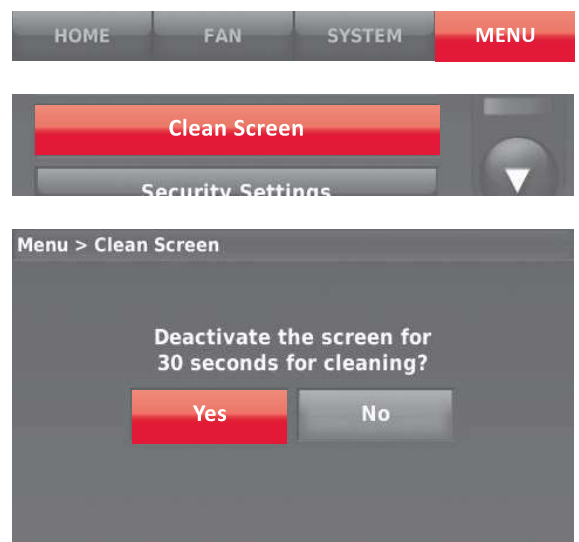 HOME FAN SYSTEM MENU
Clean Screen
Security Settings
Menu > Clean Screen
Deactivate the screen for
30 seconds for cleaning?
Yes No